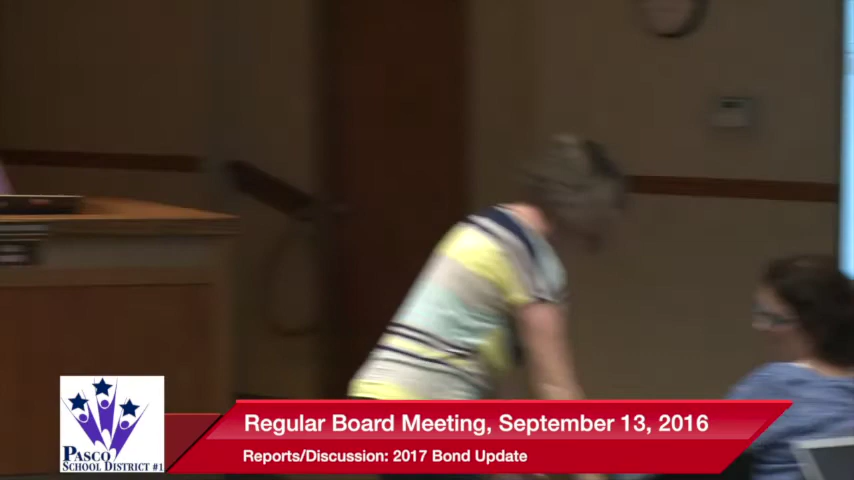 Regular Board Meeting, September 13, 2016
Reports/Discussion: 2017 Bond Update
PASCO
SCHOOL DISTRICT #1